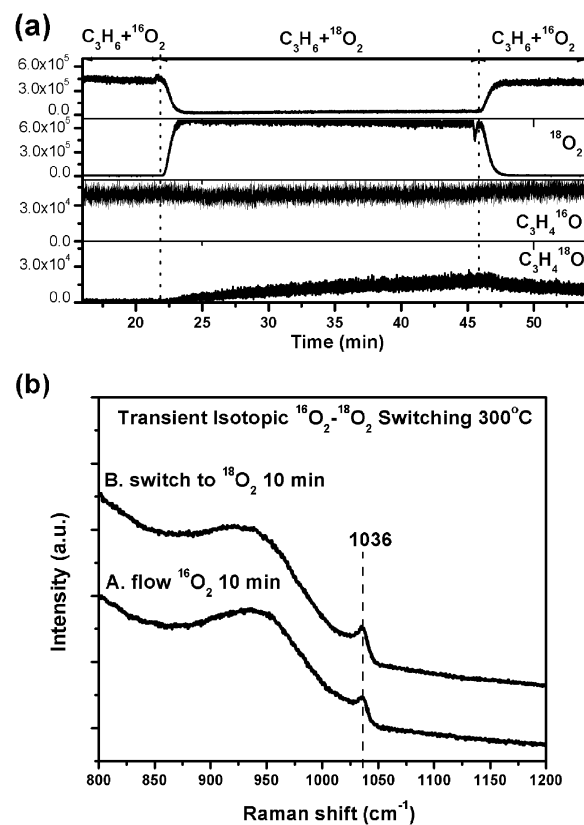 (a)
C₃H₆+¹⁶O₂ C₃H₆+¹⁸O₂ C₃H₆+¹⁶O₂
6.0x10⁵
3.0x10⁵
0.0
6.0x10⁵
3.0x10⁵
0.0
¹⁸O₂
3.0x10⁴
0.0
C₃H₄¹⁶O
3.0x10⁴
0.0
C₃H₄¹⁸O
20 25 30 35 40 45 50
Time (min)
(b)
Transient Isotopic ¹⁶O₂-¹⁸O₂ Switching 300°C
B. switch to ¹⁸O₂ 10 min
1036
A. flow ¹⁶O₂ 10 min
Intensity (a.u.)
800 850 900 950 1000 1050 1100 1150 1200
Raman shift (cm⁻¹)